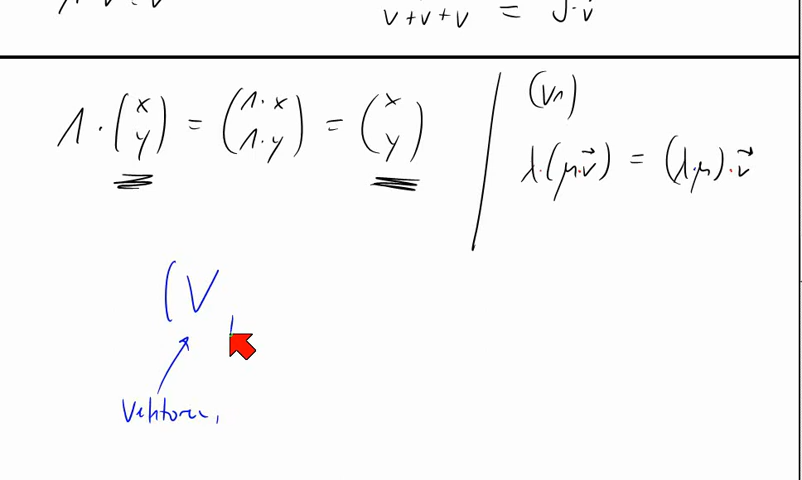 v+v+v = 3·v⃗
1·(x y) = (1·x 1·y) = (x y)
(V1)
λ·(μ·v⃗) = (λ·μ)·v⃗
(V,
Vektoren,